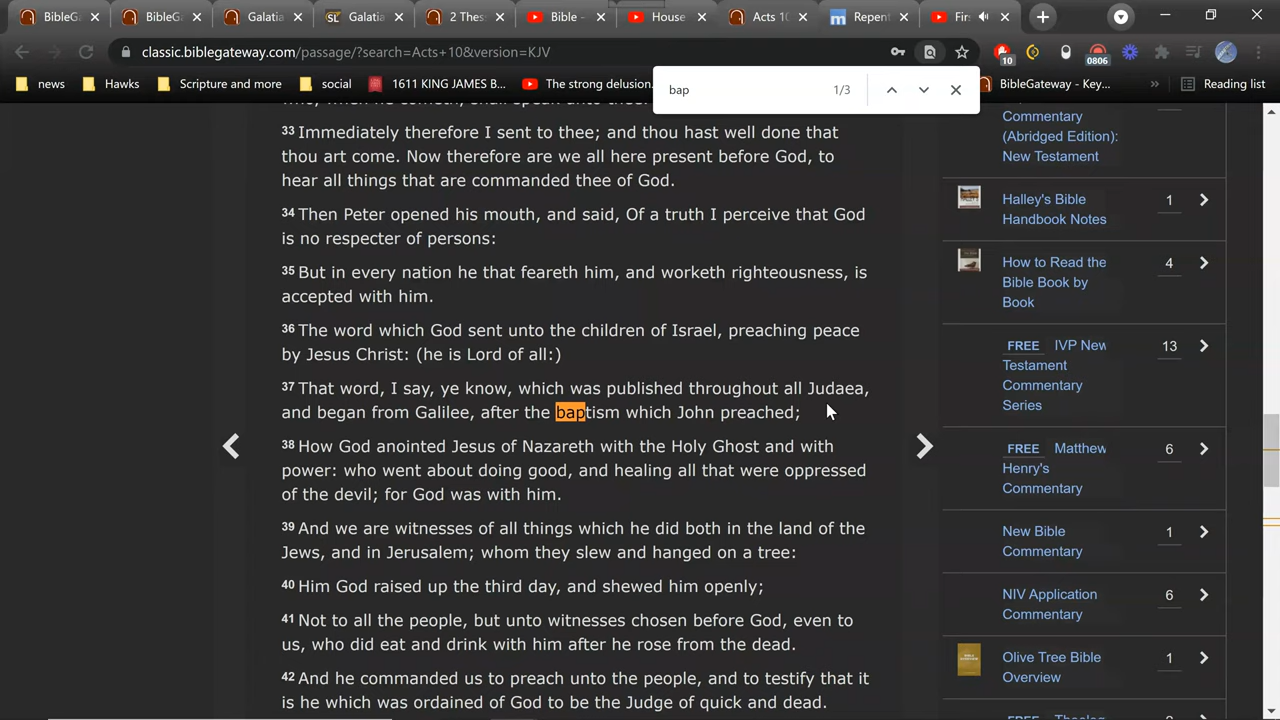 BibleG
BibleG
Galatia
SL
Galatia
2 Thess
Bible -
House
Acts 10
Repent
Firs
classic.biblegateway.com/passage/?search=Acts+10&version=KJV
10
0806
news
Hawks
Scripture and more
social
1611 KING JAMES B...
The strong delusion
BibleGateway - Key...
»
Reading list
bap
1/3
33 Immediately therefore I sent to thee; and thou hast well done that
thou art come. Now therefore are we all here present before God, to
hear all things that are commanded thee of God.
34 Then Peter opened his mouth, and said, Of a truth I perceive that God
is no respecter of persons:
35 But in every nation he that feareth him, and worketh righteousness, is
accepted with him.
36 The word which God sent unto the children of Israel, preaching peace
by Jesus Christ: (he is Lord of all:)
37 That word, I say, ye know, which was published throughout all Judaea,
and began from Galilee, after the baptism which John preached;
38 How God anointed Jesus of Nazareth with the Holy Ghost and with
power: who went about doing good, and healing all that were oppressed
of the devil; for God was with him.
39 And we are witnesses of all things which he did both in the land of the
Jews, and in Jerusalem; whom they slew and hanged on a tree:
40 Him God raised up the third day, and shewed him openly;
41 Not to all the people, but unto witnesses chosen before God, even to
us, who did eat and drink with him after he rose from the dead.
42 And he commanded us to preach unto the people, and to testify that it
is he which was ordained of God to be the Judge of quick and dead.
Commentary
(Abridged Edition):
New Testament
Halley's Bible
Handbook Notes
1
How to Read the
Bible Book by
Book
4
FREE IVP New
Testament
Commentary
Series
13
FREE Matthew
Henry's
Commentary
6
New Bible
Commentary
1
NIV Application
Commentary
6
Olive Tree Bible
Overview
1